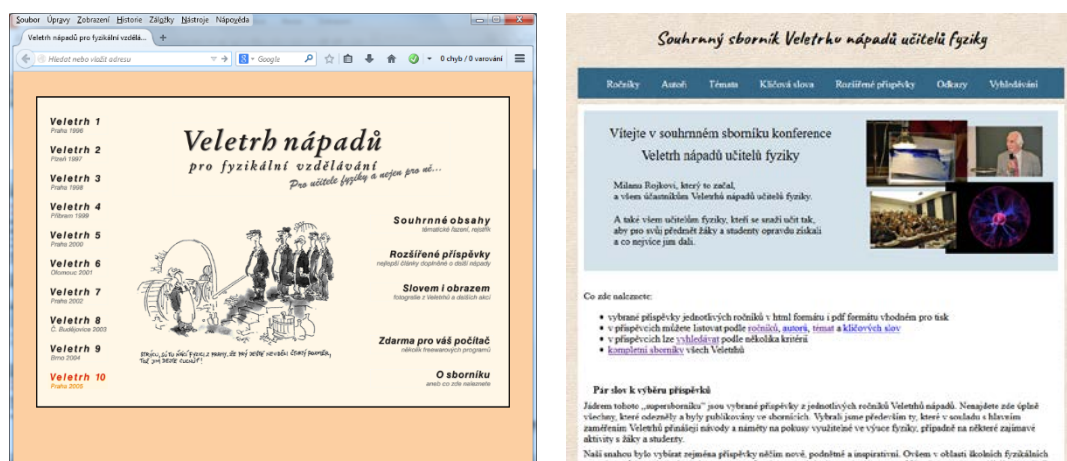 Soubor Úpravy Zobrazení Historie Záložky Nástroje Nápověda
Veletrh nápadů pro fyzikální vzdělá...
Hledat nebo vložit adresu
Google
0 chyb / 0 varování
Veletrh 1
Praha 1996
Veletrh 2
Plzeň 1997
Veletrh 3
Praha 1998
Veletrh 4
Příbram 1999
Veletrh 5
Praha 2000
Veletrh 6
Olomouc 2001
Veletrh 7
Praha 2002
Veletrh 8
Č. Budějovice 2003
Veletrh 9
Brno 2004
Veletrh 10
Praha 2005
Veletrh nápadů
pro fyzikální vzdělávání
Pro učitele fyziky a nejen pro ně...
Souhrnné obsahy
tématické řazení, rejstřík
Rozšířené příspěvky
nejlepší články doplněné o další nápady
Slovem i obrazem
fotografie z Veletrhů a dalších akcí
Zdarma pro váš počítač
několik freewarových programů
O sborníku
aneb co zde naleznete
Souhrnný sborník Veletrhu nápadů učitelů fyziky
Ročníky Autoři Témata Klíčová slova Rozšířené příspěvky Odkazy Vyhledávání
Vítejte v souhrnném sborníku konference
Veletrh nápadů učitelů fyziky
Milanu Rojkovi, který to začal,
a všem účastníkům Veletrhů nápadů učitelů fyziky.
A také všem učitelům fyziky, kteří se snaží učit tak,
aby pro svůj předmět žáky a studenty opravdu získali
a co nejvíce jim dali.
Co zde naleznete:
• vybrané příspěvky jednotlivých ročníků v html formátu i pdf formátu vhodném pro tisk
• v příspěvcích můžete listovat podle ročníků, autorů, témat a klíčových slov
• v příspěvcích lze vyhledávat podle několika kritérií
• kompletní sborníky všech Veletrhů
Pár slov k výběru příspěvků
Jádrem tohoto „supersborníku“ jsou vybrané příspěvky z jednotlivých ročníků Veletrhů nápadů. Nenajdete zde úplně
všechny, které odezněly a byly publikovány ve sbornících. Vybrali jsme především ty, které v souladu s hlavním
zaměřením Veletrhů přinášejí návody a náměty na pokusy využitelné ve výuce fyziky, případně na některé zajímavé
aktivity s žáky a studenty.
Naší snahou bylo vybírat zejména příspěvky něčím nové, podnětné a inspirativní. Ovšem v oblasti školních fyzikálních